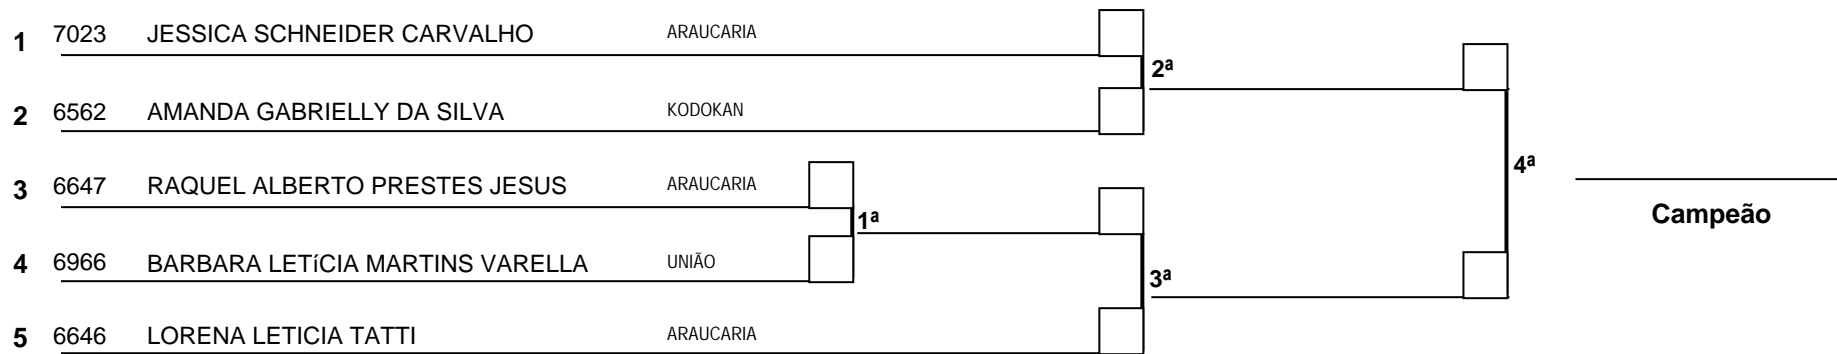 1 7023 JESSICA SCHNEIDER CARVALHO ARAUCARIA
2ª
2 6562 AMANDA GABRIELLY DA SILVA KODOKAN
4ª
3 6647 RAQUEL ALBERTO PRESTES JESUS ARAUCARIA
1ª
Campeão
4 6966 BARBARA LETíCIA MARTINS VARELLA UNIÃO
3ª
5 6646 LORENA LETICIA TATTI ARAUCARIA